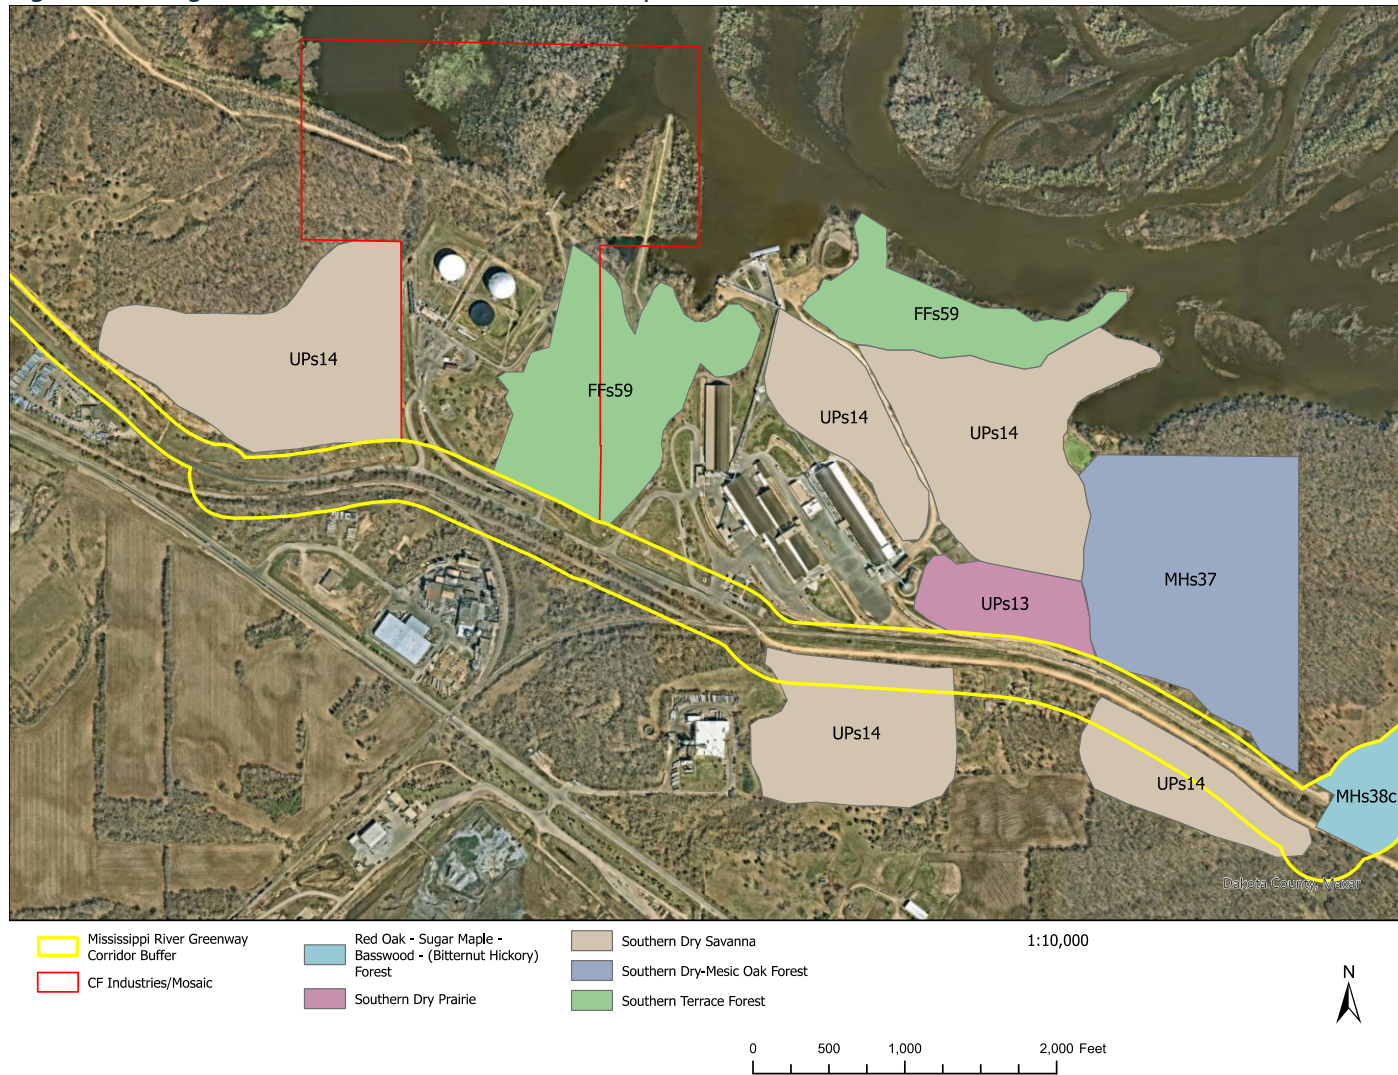 UPs14
FFs59
FFs59
UPs14
UPs14
MHs37
UPs13
UPs14
UPs14
MHs38c
Dakota County, Maxar
Mississippi River Greenway
Corridor Buffer
CF Industries/Mosaic
Red Oak - Sugar Maple -
Basswood - (Bitternut Hickory)
Forest
Southern Dry Prairie
Southern Dry Savanna
Southern Dry-Mesic Oak Forest
Southern Terrace Forest
1:10,000
N
0 500 1,000 2,000 Feet